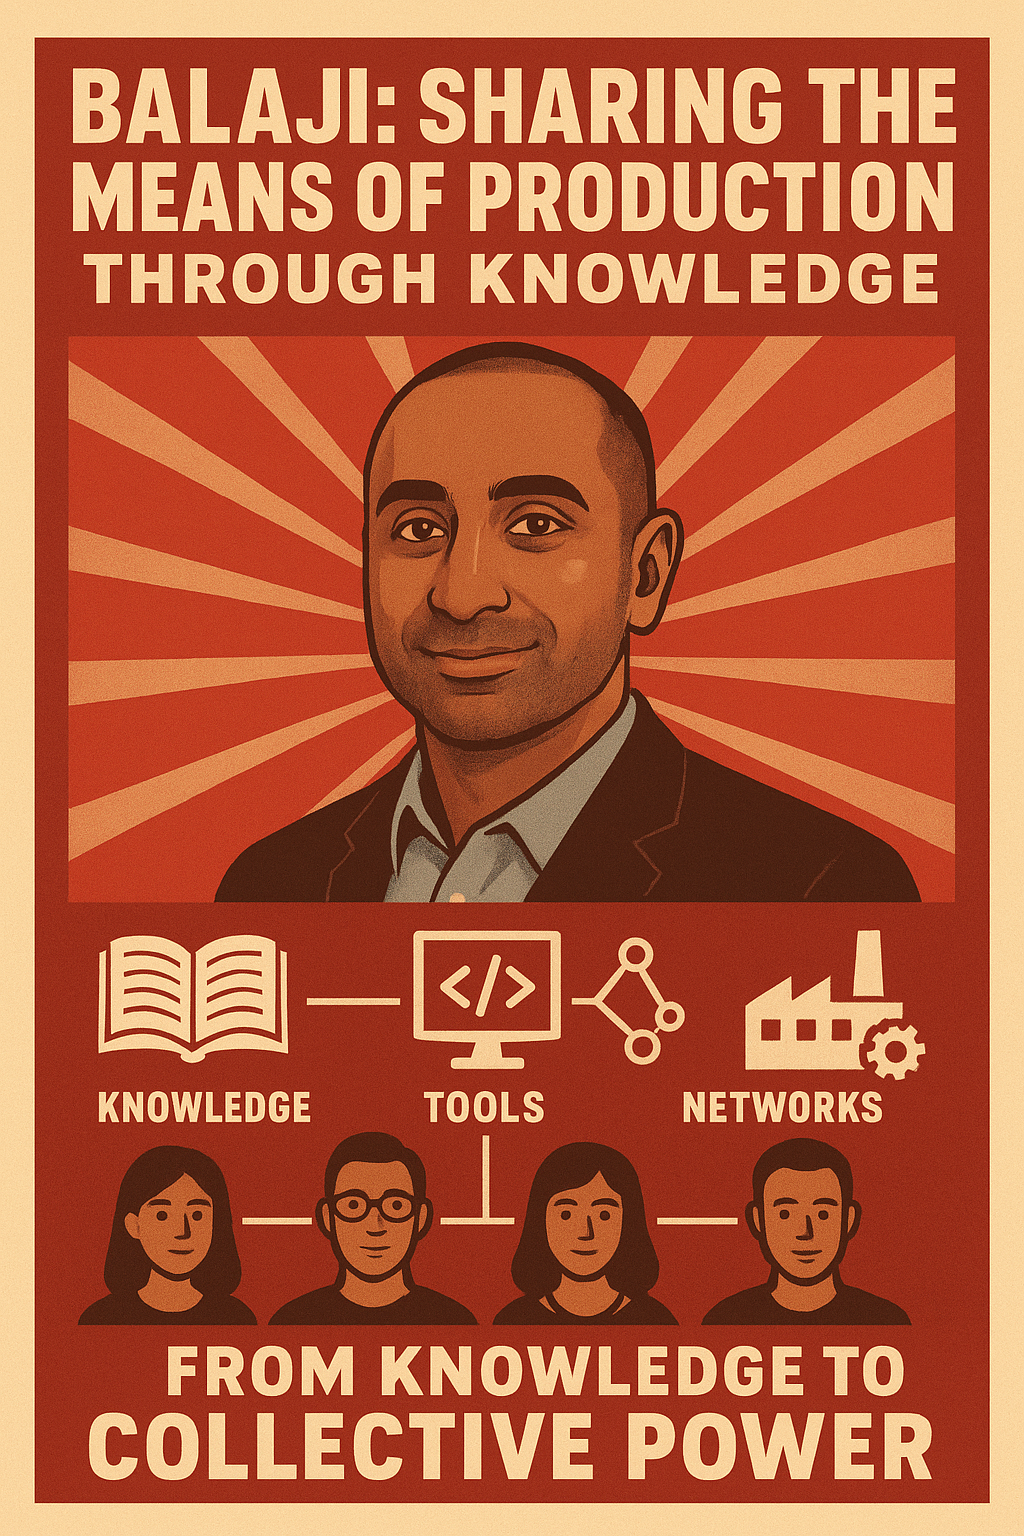 BALAJI: SHARING THE
MEANS OF PRODUCTION
THROUGH KNOWLEDGE
</>
KNOWLEDGE
TOOLS
NETWORKS
FROM KNOWLEDGE TO
COLLECTIVE POWER